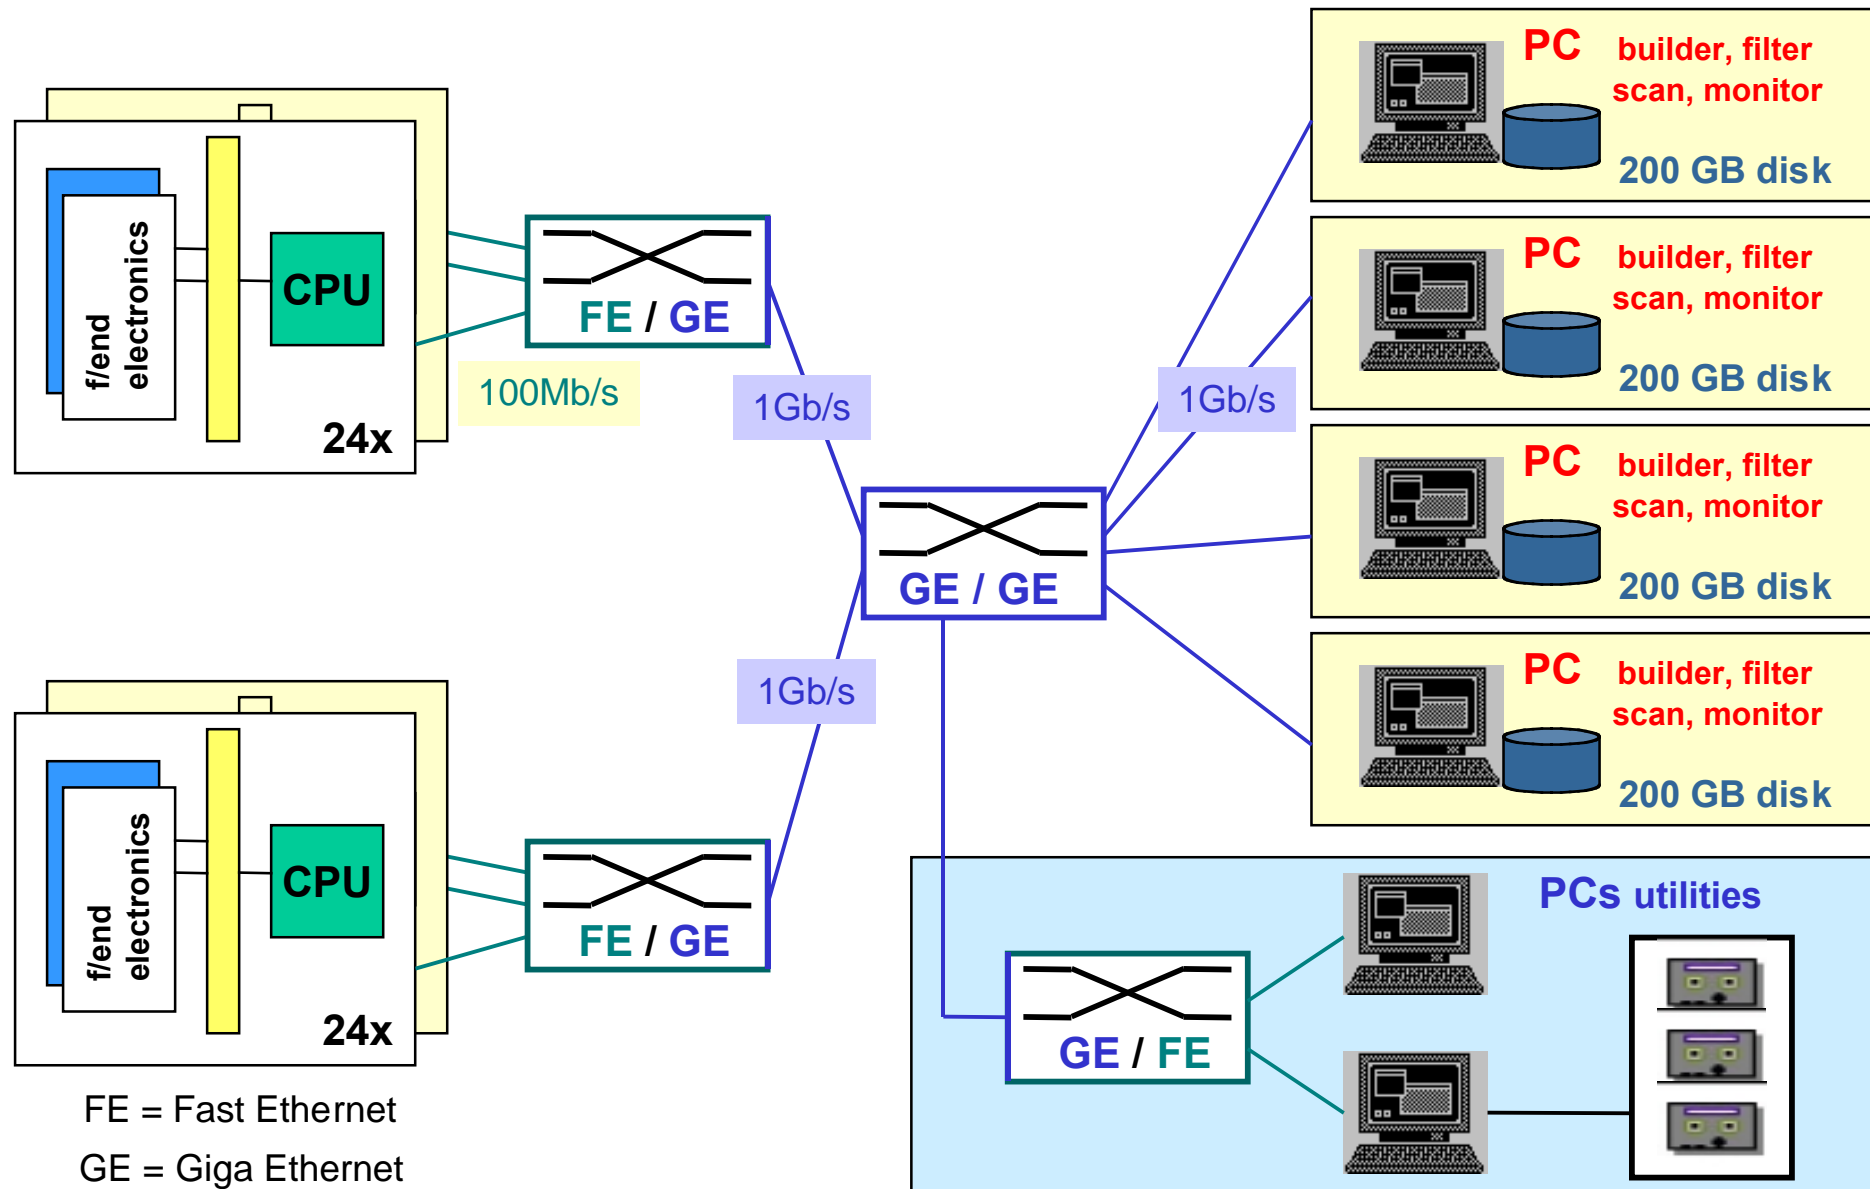 f/end
electronics
CPU
24x
FE / GE
100Mb/s
1Gb/s
f/end
electronics
CPU
24x
FE / GE
1Gb/s
GE / GE
1Gb/s
PC builder, filter
scan, monitor
200 GB disk
PC builder, filter
scan, monitor
200 GB disk
PC builder, filter
scan, monitor
200 GB disk
PC builder, filter
scan, monitor
200 GB disk
PCs utilities
GE / FE
FE = Fast Ethernet
GE = Giga Ethernet